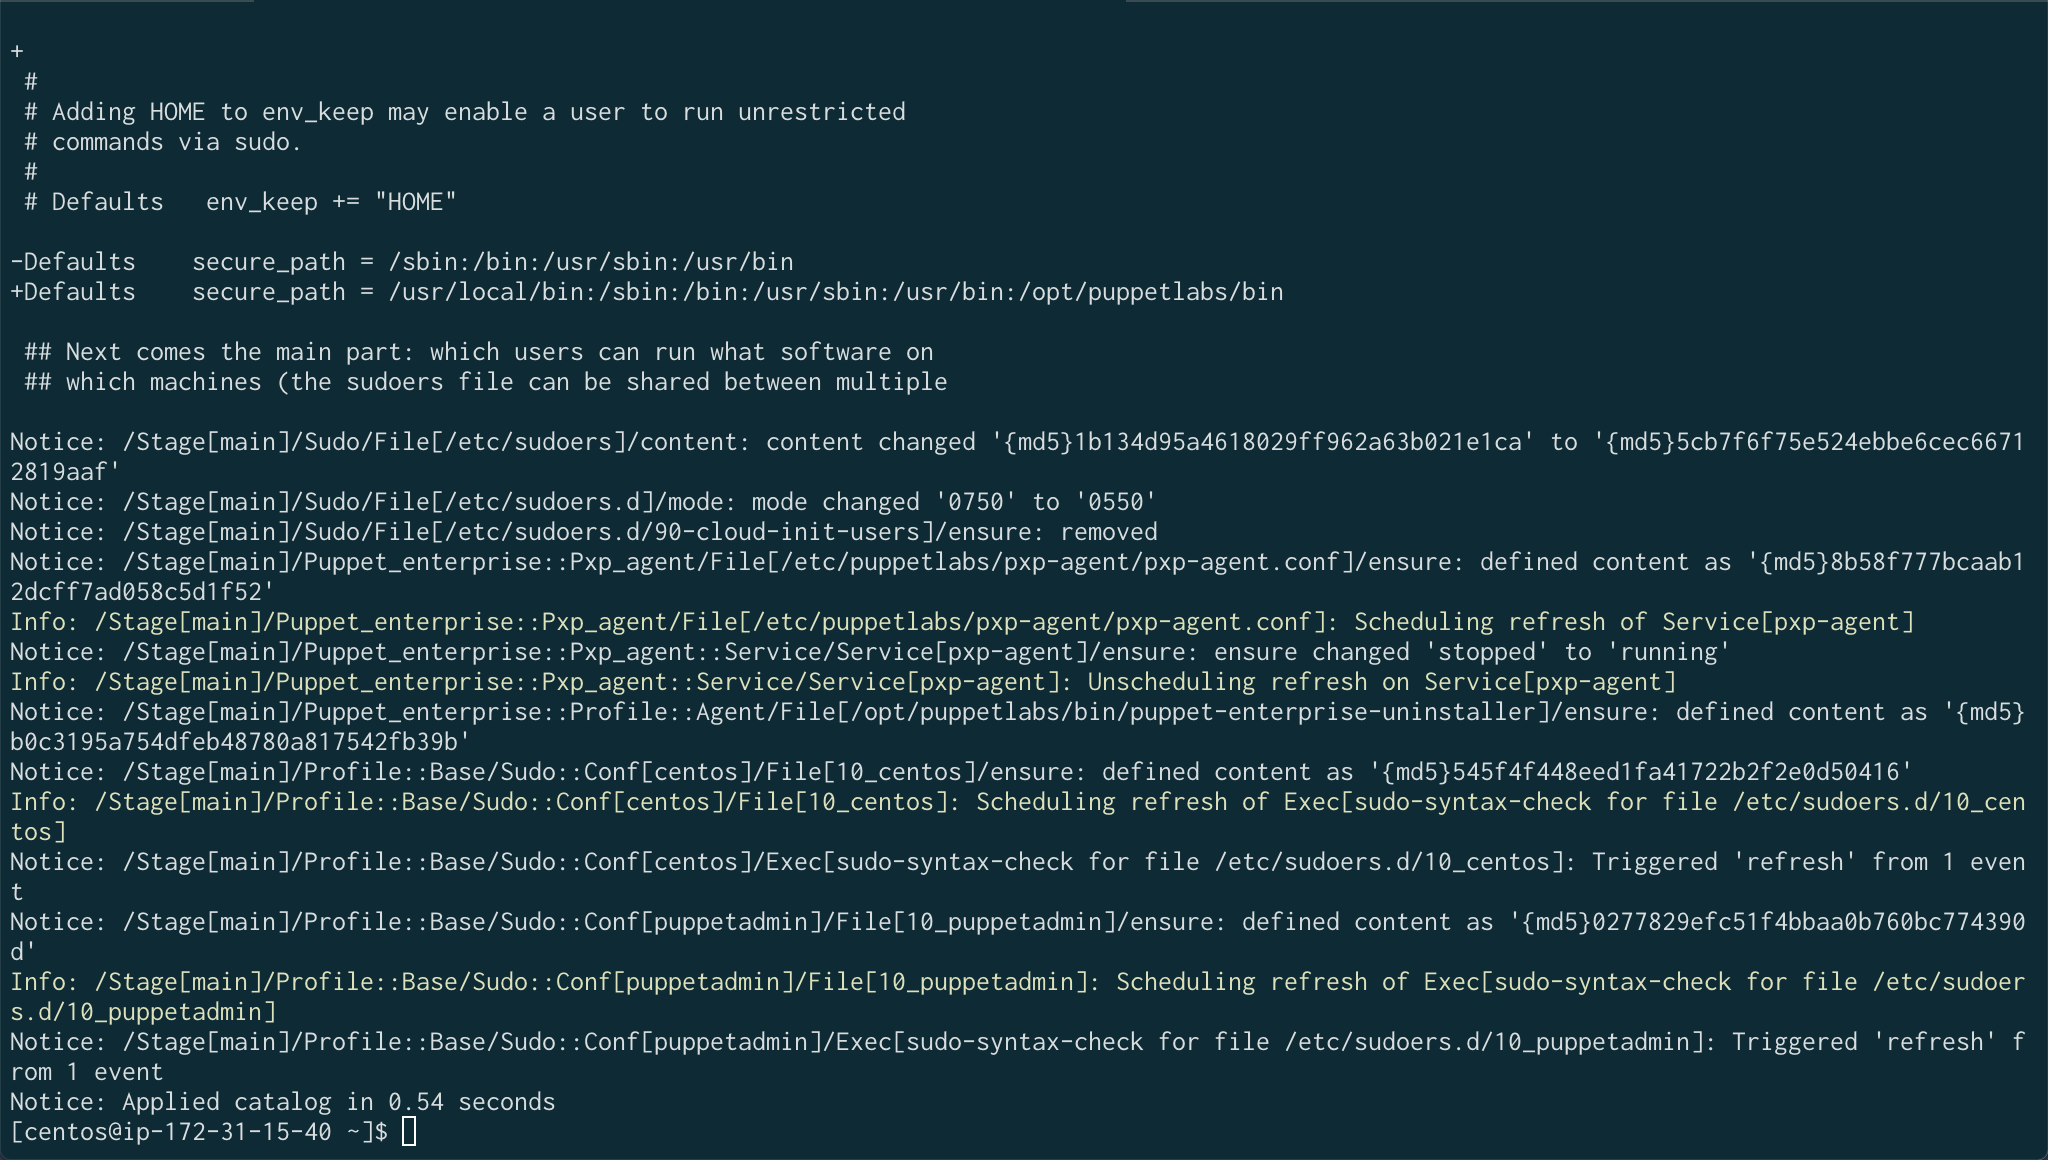 +
 #
 # Adding HOME to env_keep may enable a user to run unrestricted
 # commands via sudo.
 #
 # Defaults   env_keep += "HOME"

-Defaults    secure_path = /sbin:/bin:/usr/sbin:/usr/bin
+Defaults    secure_path = /usr/local/bin:/sbin:/bin:/usr/sbin:/usr/bin:/opt/puppetlabs/bin

 ## Next comes the main part: which users can run what software on
 ## which machines (the sudoers file can be shared between multiple

Notice: /Stage[main]/Sudo/File[/etc/sudoers]/content: content changed '{md5}1b134d95a4618029ff962a63b021e1ca' to '{md5}5cb7f6f75e524ebbe6cec6671
2819aaf'
Notice: /Stage[main]/Sudo/File[/etc/sudoers.d]/mode: mode changed '0750' to '0550'
Notice: /Stage[main]/Sudo/File[/etc/sudoers.d/90-cloud-init-users]/ensure: removed
Notice: /Stage[main]/Puppet_enterprise::Pxp_agent/File[/etc/puppetlabs/pxp-agent/pxp-agent.conf]/ensure: defined content as '{md5}8b58f777bcaab1
2dcff7ad058c5d1f52'
Info: /Stage[main]/Puppet_enterprise::Pxp_agent/File[/etc/puppetlabs/pxp-agent/pxp-agent.conf]: Scheduling refresh of Service[pxp-agent]
Notice: /Stage[main]/Puppet_enterprise::Pxp_agent::Service/Service[pxp-agent]/ensure: ensure changed 'stopped' to 'running'
Info: /Stage[main]/Puppet_enterprise::Pxp_agent::Service/Service[pxp-agent]: Unscheduling refresh on Service[pxp-agent]
Notice: /Stage[main]/Puppet_enterprise::Profile::Agent/File[/opt/puppetlabs/bin/puppet-enterprise-uninstaller]/ensure: defined content as '{md5}
b0c3195a754dfeb48780a817542fb39b'
Notice: /Stage[main]/Profile::Base/Sudo::Conf[centos]/File[10_centos]/ensure: defined content as '{md5}545f4f448eed1fa41722b2f2e0d50416'
Info: /Stage[main]/Profile::Base/Sudo::Conf[centos]/File[10_centos]: Scheduling refresh of Exec[sudo-syntax-check for file /etc/sudoers.d/10_cen
tos]
Notice: /Stage[main]/Profile::Base/Sudo::Conf[centos]/Exec[sudo-syntax-check for file /etc/sudoers.d/10_centos]: Triggered 'refresh' from 1 even
t
Notice: /Stage[main]/Profile::Base/Sudo::Conf[puppetadmin]/File[10_puppetadmin]/ensure: defined content as '{md5}0277829efc51f4bbaa0b760bc774390
d'
Info: /Stage[main]/Profile::Base/Sudo::Conf[puppetadmin]/File[10_puppetadmin]: Scheduling refresh of Exec[sudo-syntax-check for file /etc/sudoer
s.d/10_puppetadmin]
Notice: /Stage[main]/Profile::Base/Sudo::Conf[puppetadmin]/Exec[sudo-syntax-check for file /etc/sudoers.d/10_puppetadmin]: Triggered 'refresh' f
rom 1 event
Notice: Applied catalog in 0.54 seconds
[centos@ip-172-31-15-40 ~]$